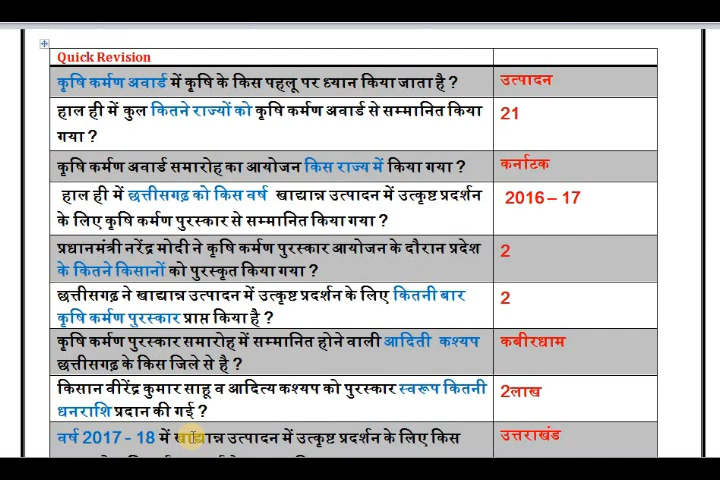 Quick Revision
कृषि कर्मण अवार्ड में कृषि के किस पहलू पर ध्यान किया जाता है ? उत्पादन
हाल ही में कुल कितने राज्यों को कृषि कर्मण अवार्ड से सम्मानित किया 21
गया ?
कृषि कर्मण अवार्ड समारोह का आयोजन किस राज्य में किया गया ? कर्नाटक
हाल ही में छत्तीसगढ़ को किस वर्ष खाद्यान्न उत्पादन में उत्कृष्ट प्रदर्शन 2016 – 17
के लिए कृषि कर्मण पुरस्कार से सम्मानित किया गया ?
प्रधानमंत्री नरेंद्र मोदी ने कृषि कर्मण पुरस्कार आयोजन के दौरान प्रदेश 2
के कितने किसानों को पुरस्कृत किया गया ?
छत्तीसगढ़ ने खाद्यान्न उत्पादन में उत्कृष्ट प्रदर्शन के लिए कितनी बार 2
कृषि कर्मण पुरस्कार प्राप्त किया है ?
कृषि कर्मण पुरस्कार समारोह में सम्मानित होने वाली आदिती कश्यप कबीरधाम
छत्तीसगढ़ के किस जिले से है ?
किसान वीरेंद्र कुमार साहू व आदित्य कश्यप को पुरस्कार स्वरूप कितनी 2लाख
धनराशि प्रदान की गई ?
वर्ष 2017 - 18 में खाद्यान्न उत्पादन में उत्कृष्ट प्रदर्शन के लिए किस उत्तराखंड